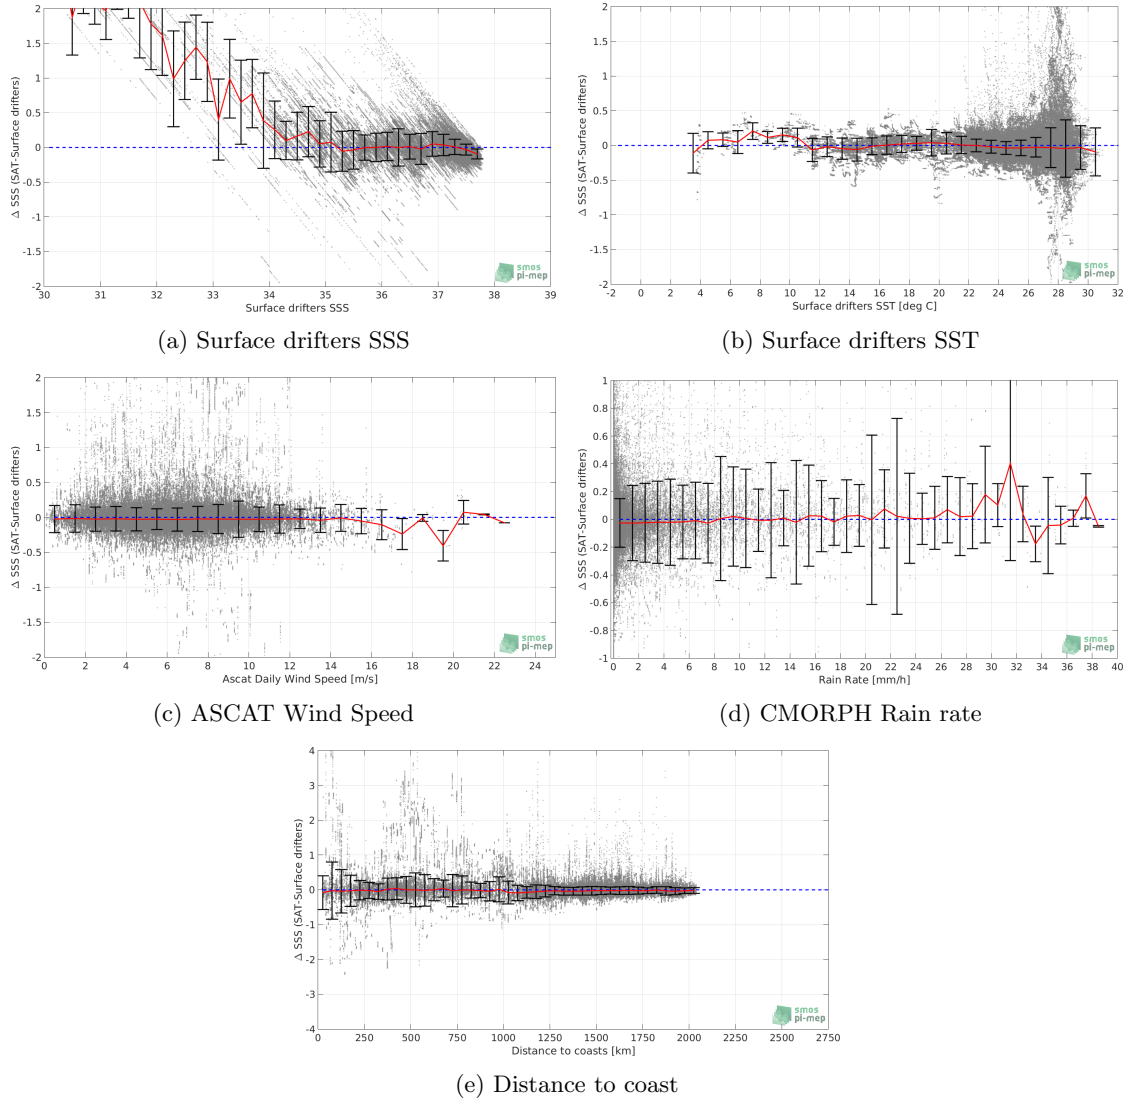 2
1.5
1
0.5
0
-0.5
-1
-1.5
-2
Δ SSS (SAT-Surface drifters)
30 31 32 33 34 35 36 37 38 39
Surface drifters SSS
smos
pi-mep
(a) Surface drifters SSS
2
1.5
1
0.5
0
-0.5
-1
-1.5
-2
Δ SSS (SAT-Surface drifters)
-2 0 2 4 6 8 10 12 14 16 18 20 22 24 26 28 30 32
Surface drifters SST [deg C]
smos
pi-mep
(b) Surface drifters SST
2
1.5
1
0.5
0
-0.5
-1
-1.5
-2
Δ SSS (SAT-Surface drifters)
0 2 4 6 8 10 12 14 16 18 20 22 24
Ascat Daily Wind Speed [m/s]
smos
pi-mep
(c) ASCAT Wind Speed
1
0.8
0.6
0.4
0.2
0
-0.2
-0.4
-0.6
-0.8
-1
Δ SSS (SAT-Surface drifters)
0 2 4 6 8 10 12 14 16 18 20 22 24 26 28 30 32 34 36 38 40
Rain Rate [mm/h]
smos
pi-mep
(d) CMORPH Rain rate
4
3
2
1
0
-1
-2
-3
-4
Δ SSS (SAT-Surface drifters)
0 250 500 750 1000 1250 1500 1750 2000 2250 2500 2750
Distance to coasts [km]
smos
pi-mep
(e) Distance to coast